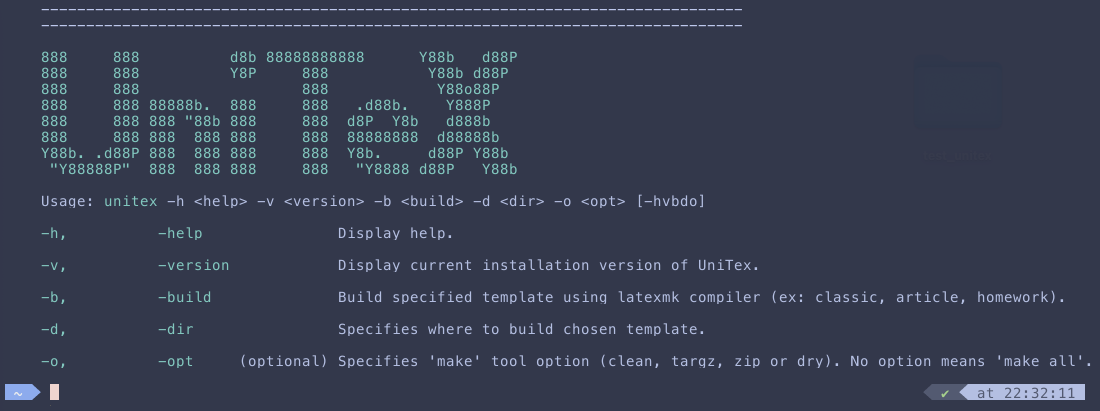 ------------------------------------------------------------------------------
------------------------------------------------------------------------------
888     888          d8b 88888888888      Y88b   d88P
888     888          Y8P     888           Y88b d88P
888     888                  888            Y88o88P
888     888 88888b.  888     888   .d88b.    Y888P
888     888 888 "88b 888     888  d8P  Y8b   d888b
888     888 888  888 888     888  88888888  d88888b
Y88b. .d88P 888  888 888     888  Y8b.     d88P Y88b
 "Y88888P"  888  888 888     888   "Y8888 d88P   Y88b
Usage: unitex -h <help> -v <version> -b <build> -d <dir> -o <opt> [-hvbdo]
-h,          -help               Display help.
-v,          -version            Display current installation version of UniTex.
-b,          -build              Build specified template using latexmk compiler (ex: classic, article, homework).
-d,          -dir                Specifies where to build chosen template.
-o,          -opt     (optional) Specifies 'make' tool option (clean, targz, zip or dry). No option means 'make all'.
~ ✔ at 22:32:11